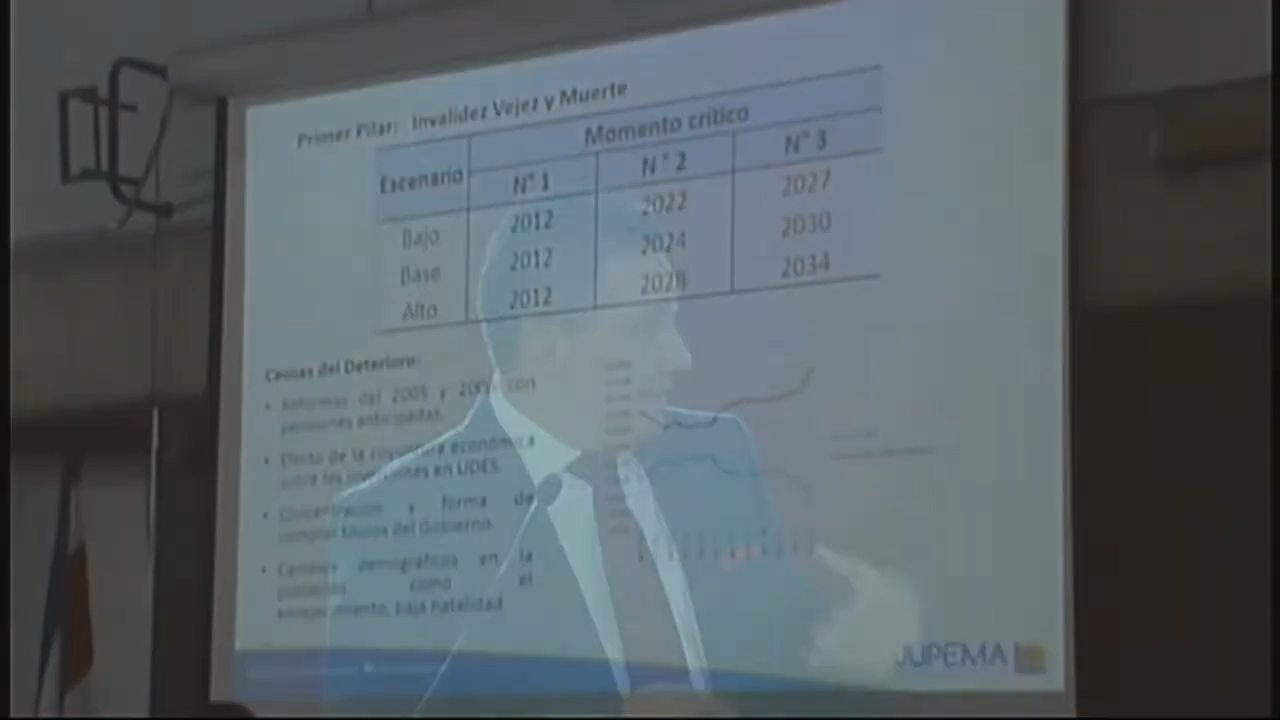 Primer Pilar: Invalidez Vejez y Muerte
Escenario Momento crítico
N° 1 N° 2 N° 3
Bajo 2012 2022 2027
Base 2012 2024 2030
Alto 2012 2028 2034
Causas del Deterioro:
• Reformas del 2005 y con
pensiones anticipadas.
• Efecto de la coyuntura económica
sobre las inversiones en UDES.
• Concentración y forma de
comprar títulos del Gobierno.
• Cambios demográficos en la
población como el
envejecimiento, baja natalidad
JUPEMA